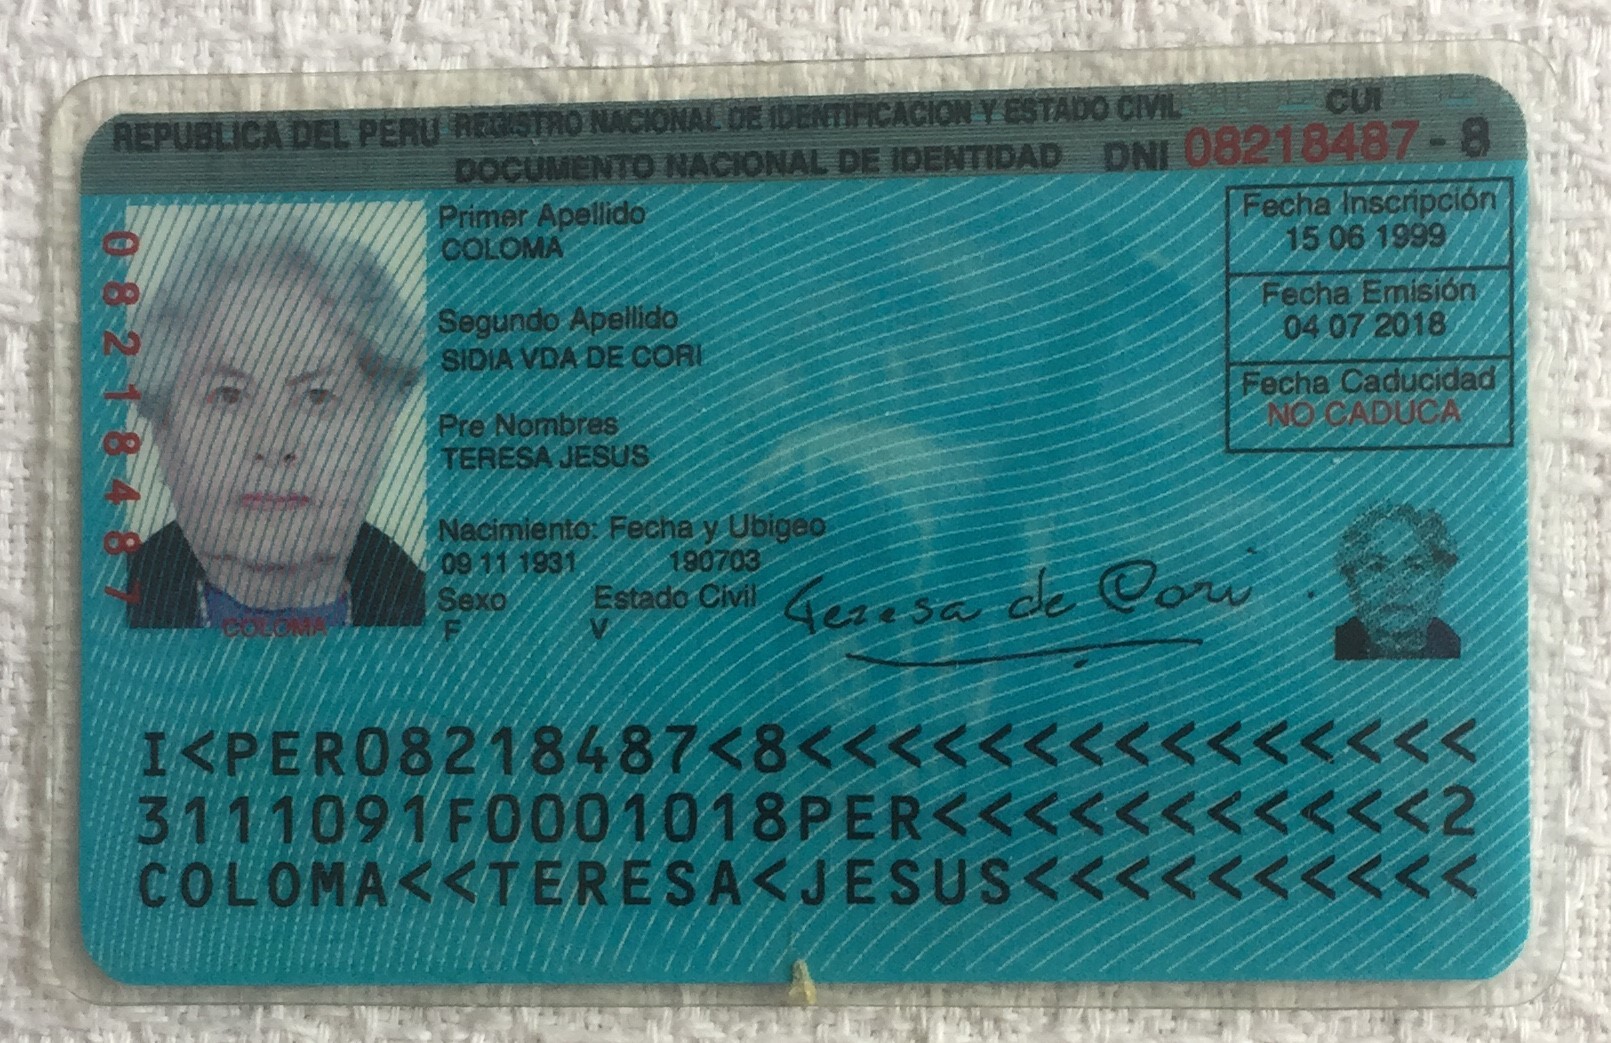 REPUBLICA DEL PERU REGISTRO NACIONAL DE IDENTIFICACION Y ESTADO CIVIL CUI
DOCUMENTO NACIONAL DE IDENTIDAD DNI 08218487 - 8
08218487
Primer Apellido
COLOMA
Segundo Apellido
SIDIA VDA DE CORI
Pre Nombres
TERESA JESUS
Nacimiento: Fecha y Ubigeo
09 11 1931 190703
Sexo Estado Civil
F V
Fecha Inscripción
15 06 1999
Fecha Emisión
04 07 2018
Fecha Caducidad
NO CADUCA
COLOMA
Teresa de Cori
I<PER08218487<8<<<<<<<<<<<<<<<
3111091F0001018PER<<<<<<<<<<<2
COLOMA<<TERESA<JESUS<<<<<<<<<<